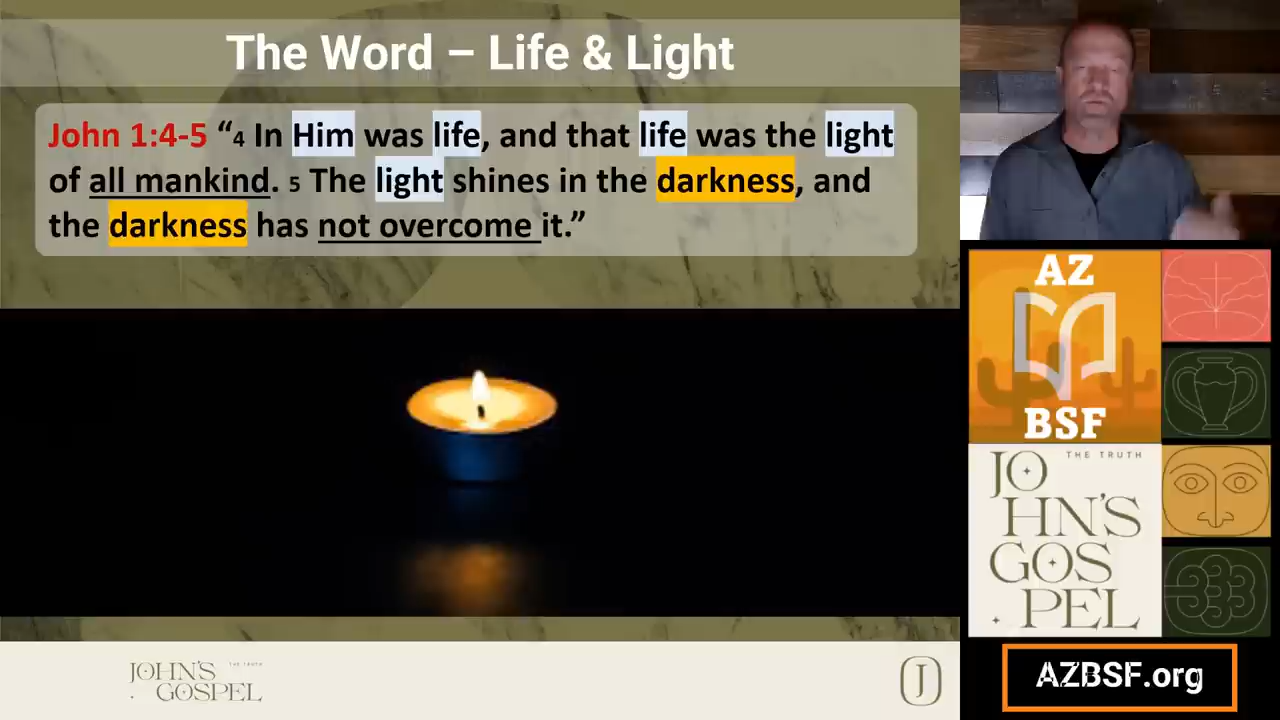 The Word – Life & Light
John 1:4-5 “4 In Him was life, and that life was the light
of all mankind. 5 The light shines in the darkness, and
the darkness has not overcome it.”
AZ
BSF
THE TRUTH
JO
HN'S
GOS
PEL
AZBSF.org
JOHN'S
THE TRUTH
GOSPEL
J